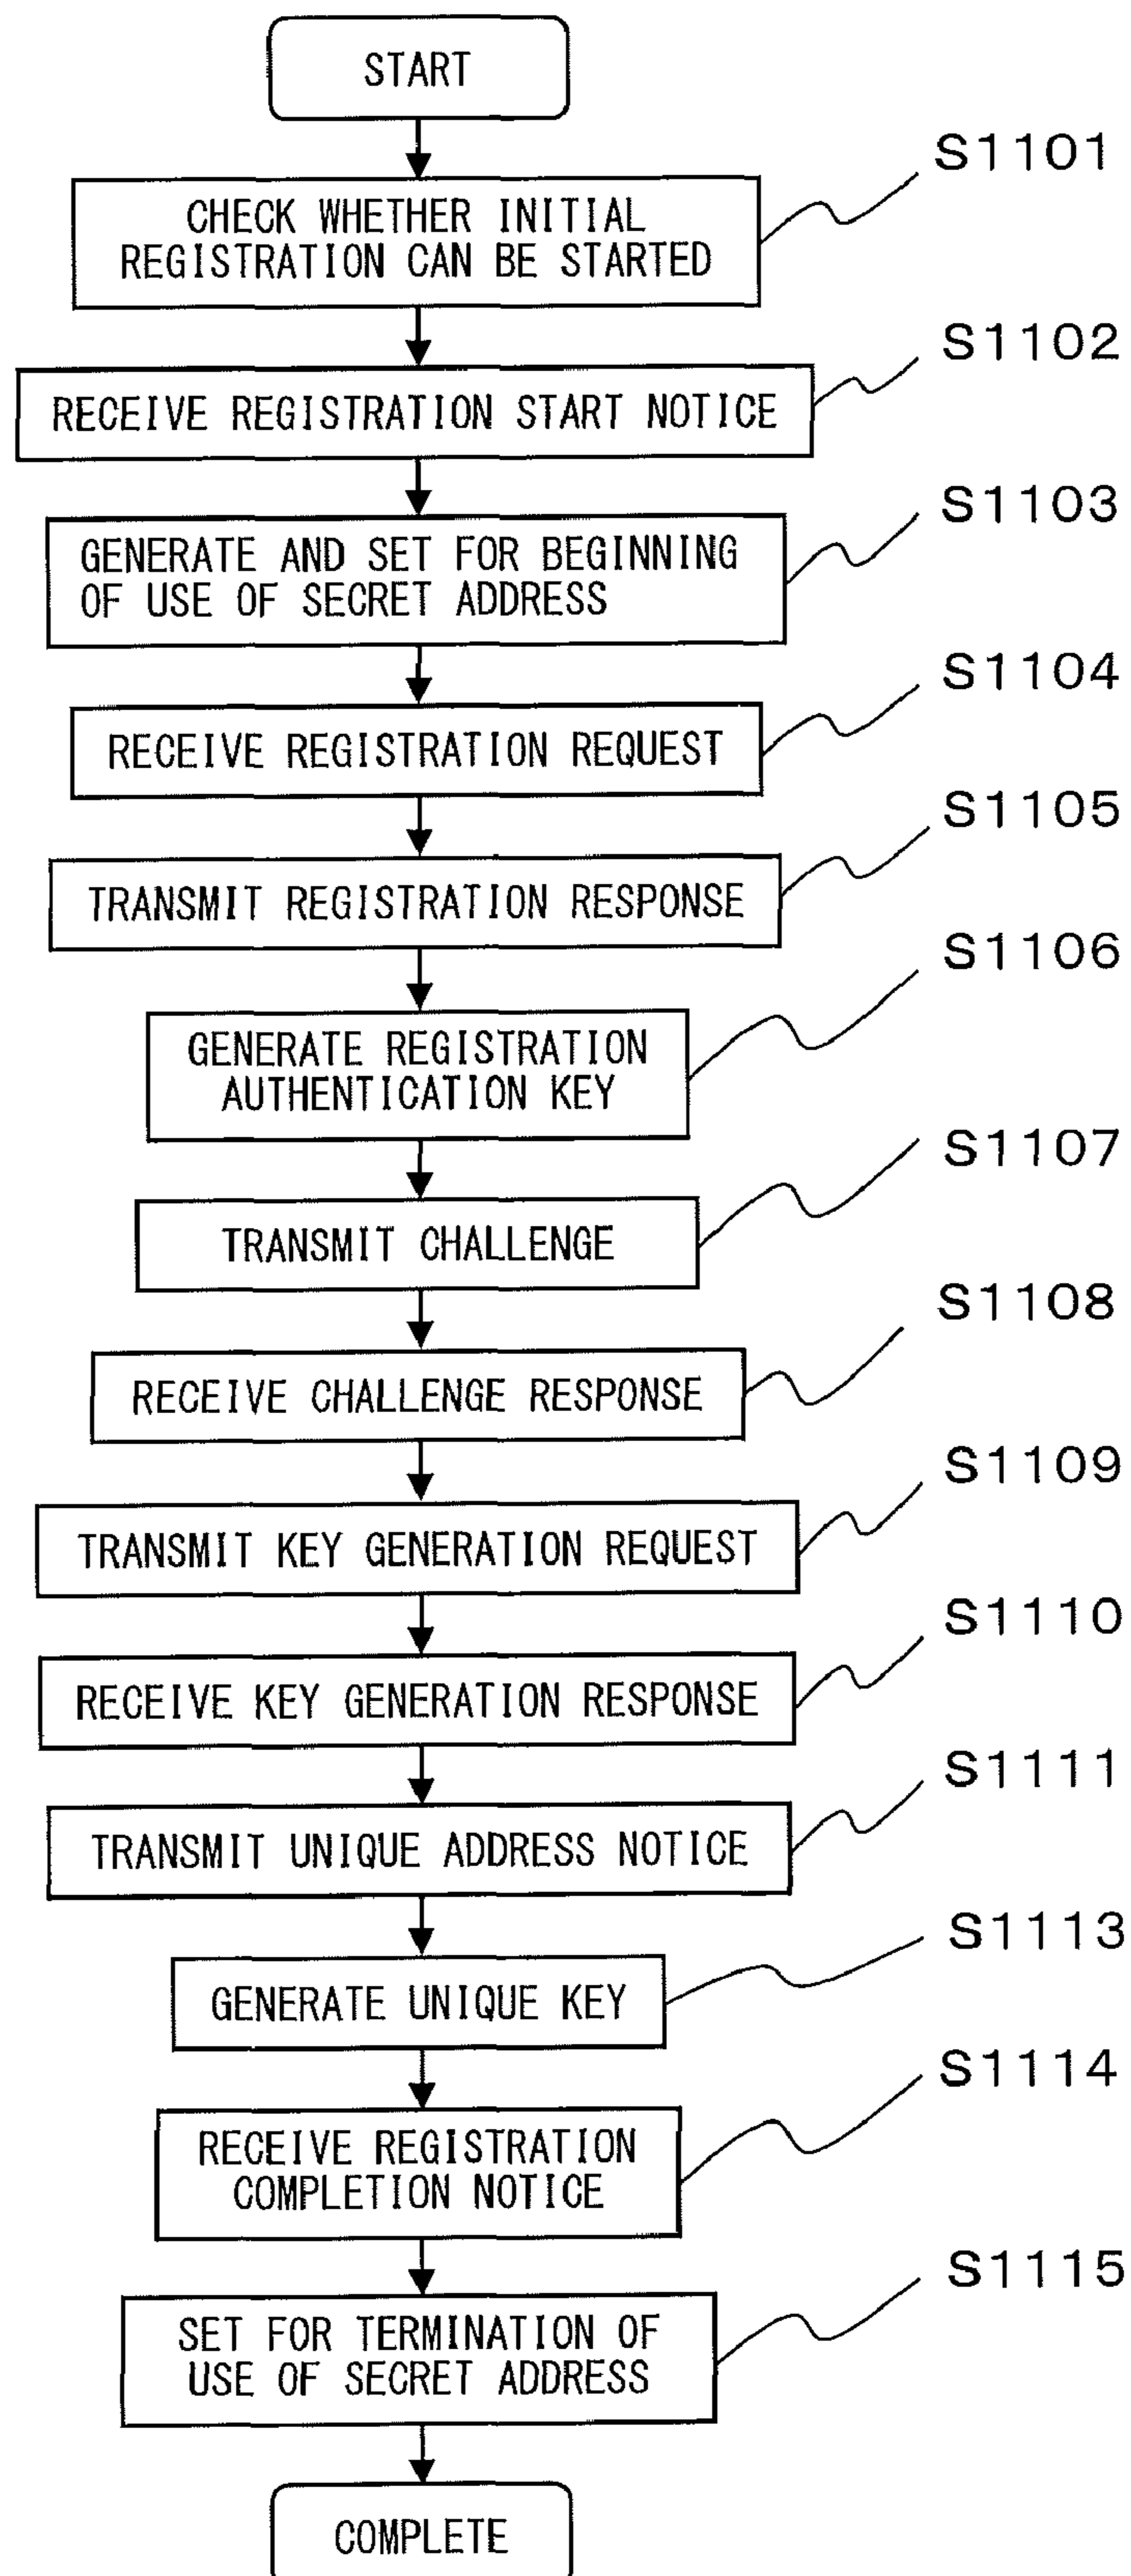 START
S1101
CHECK WHETHER INITIAL
REGISTRATION CAN BE STARTED
S1102
RECEIVE REGISTRATION START NOTICE
S1103
GENERATE AND SET FOR BEGINNING
OF USE OF SECRET ADDRESS
S1104
RECEIVE REGISTRATION REQUEST
S1105
TRANSMIT REGISTRATION RESPONSE
S1106
GENERATE REGISTRATION
AUTHENTICATION KEY
S1107
TRANSMIT CHALLENGE
S1108
RECEIVE CHALLENGE RESPONSE
S1109
TRANSMIT KEY GENERATION REQUEST
S1110
RECEIVE KEY GENERATION RESPONSE
S1111
TRANSMIT UNIQUE ADDRESS NOTICE
S1113
GENERATE UNIQUE KEY
S1114
RECEIVE REGISTRATION
COMPLETION NOTICE
S1115
SET FOR TERMINATION OF
USE OF SECRET ADDRESS
COMPLETE